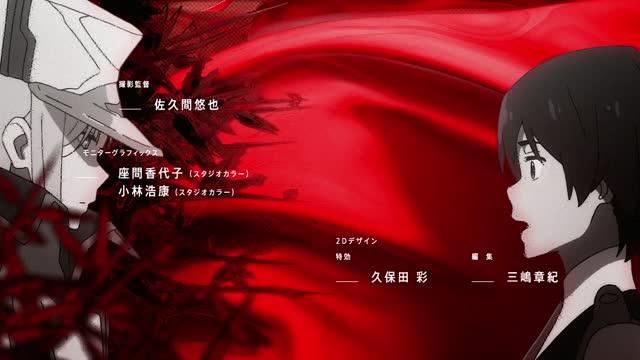 撮影監督
佐久間悠也
モニターグラフィックス
座間香代子（スタジオカラー）
小林浩康（スタジオカラー）
2Dデザイン
特効
久保田 彩
編 集
三嶋章紀